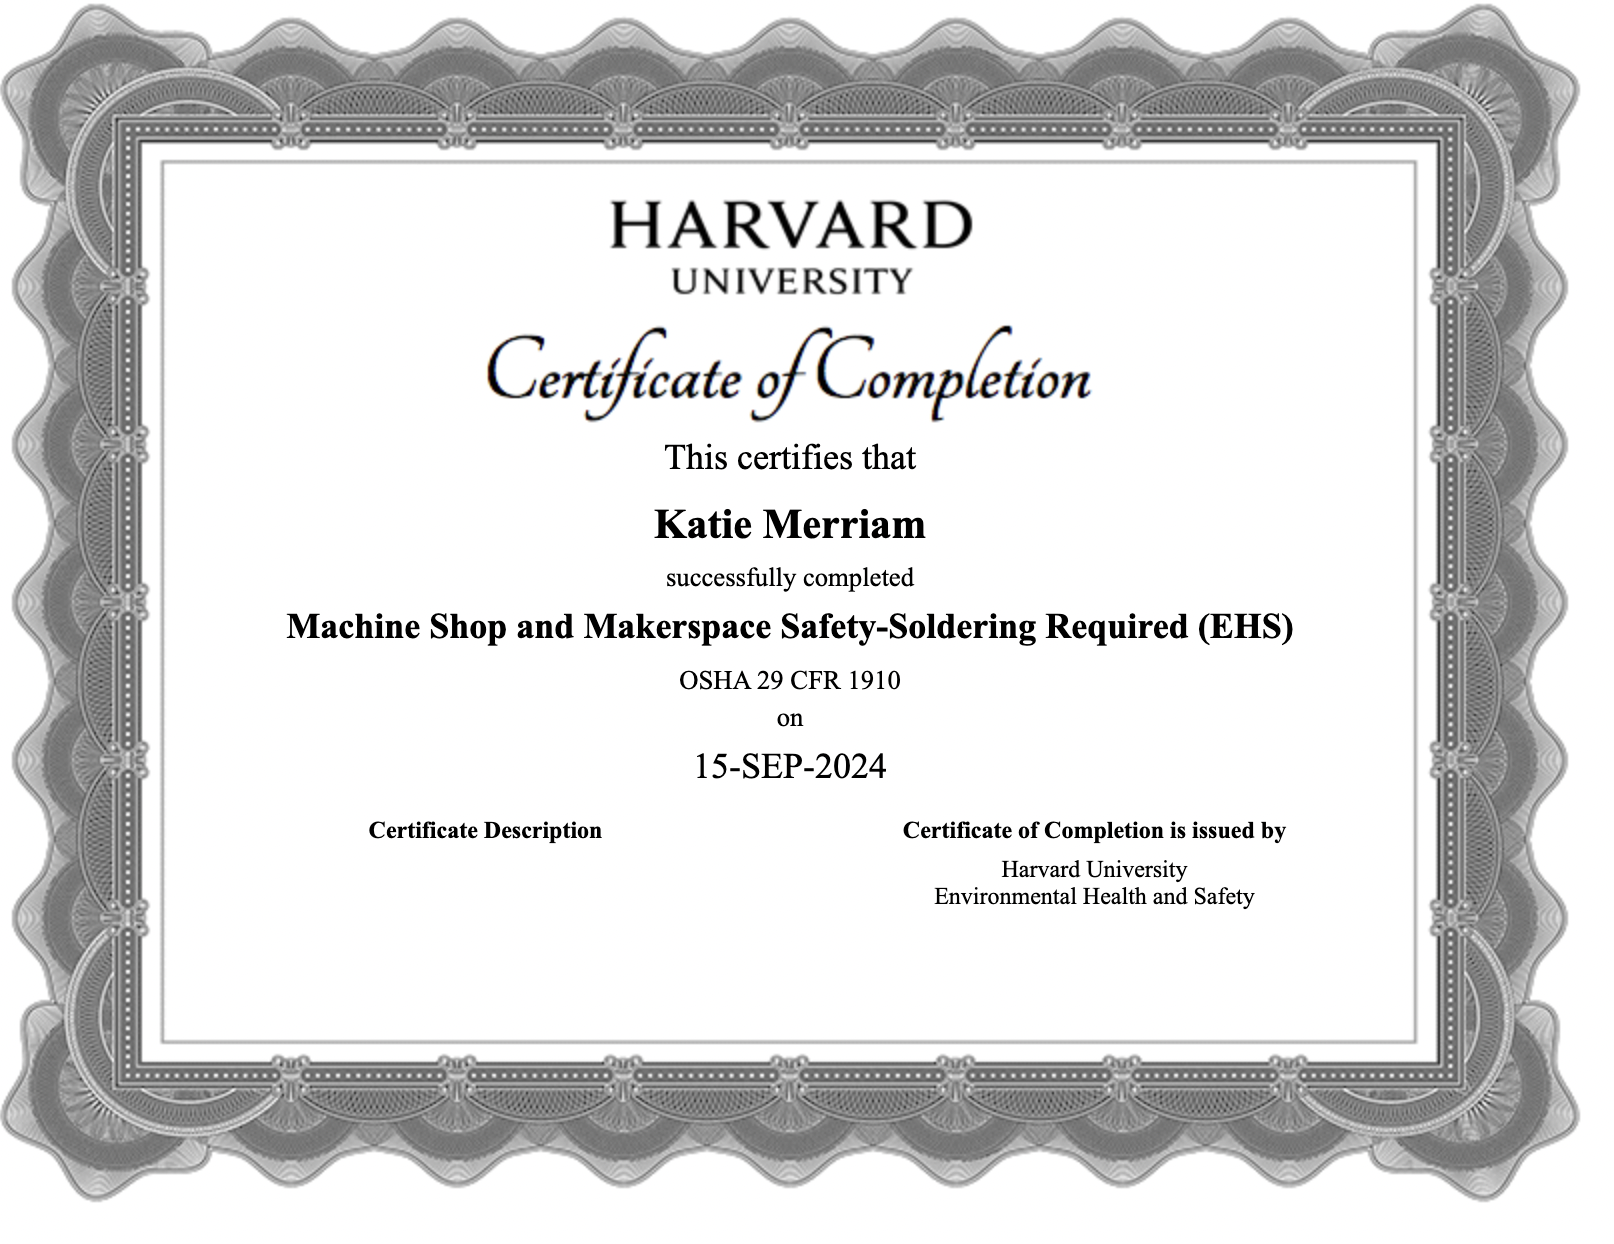 HARVARD
UNIVERSITY
Certificate of Completion
This certifies that
Katie Merriam
successfully completed
Machine Shop and Makerspace Safety-Soldering Required (EHS)
OSHA 29 CFR 1910
on
15-SEP-2024
Certificate Description
Certificate of Completion is issued by
Harvard University
Environmental Health and Safety